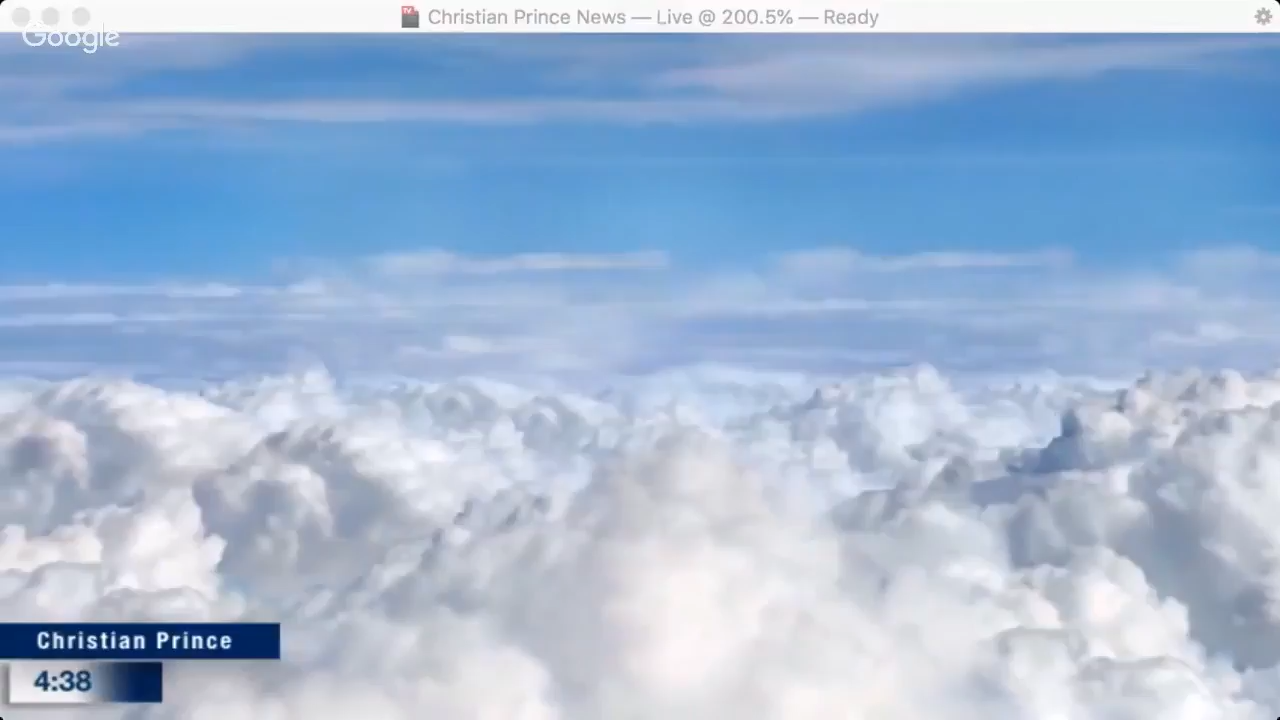 Christian Prince News — Live @ 200.5% — Ready
Google
Christian Prince
4:38